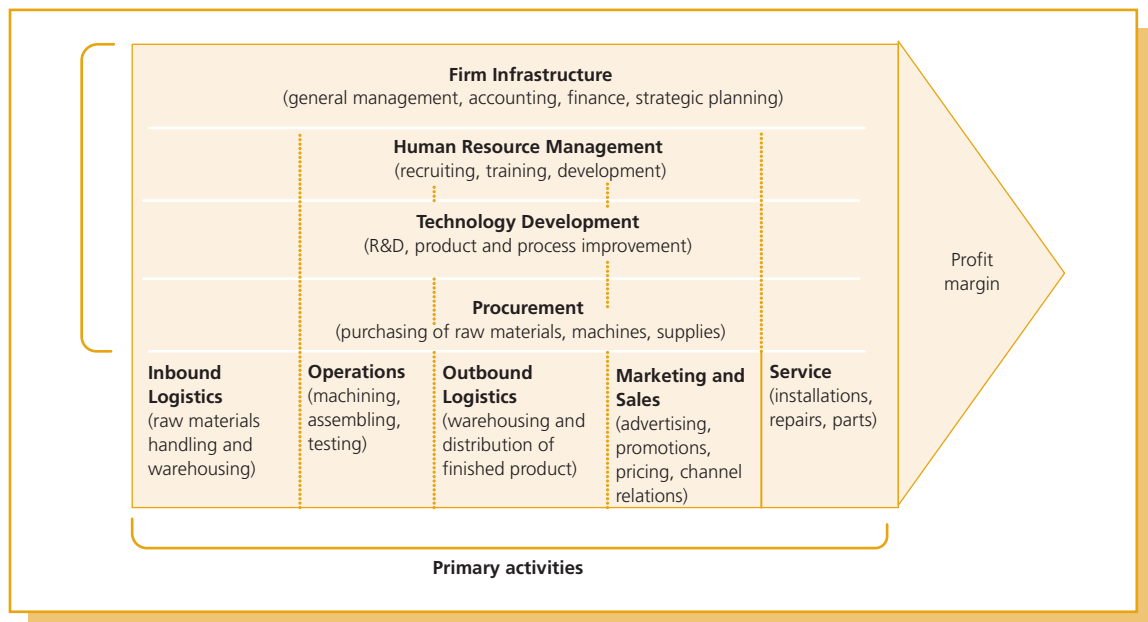 Firm Infrastructure
(general management, accounting, finance, strategic planning)
Human Resource Management
(recruiting, training, development)
Technology Development
(R&D, product and process improvement)
Procurement
(purchasing of raw materials, machines, supplies)
Inbound
Logistics
(raw materials
handling and
warehousing)
Operations
(machining,
assembling,
testing)
Outbound
Logistics
(warehousing and
distribution of
finished product)
Marketing and
Sales
(advertising,
promotions,
pricing, channel
relations)
Service
(installations,
repairs, parts)
Profit
margin
Primary activities